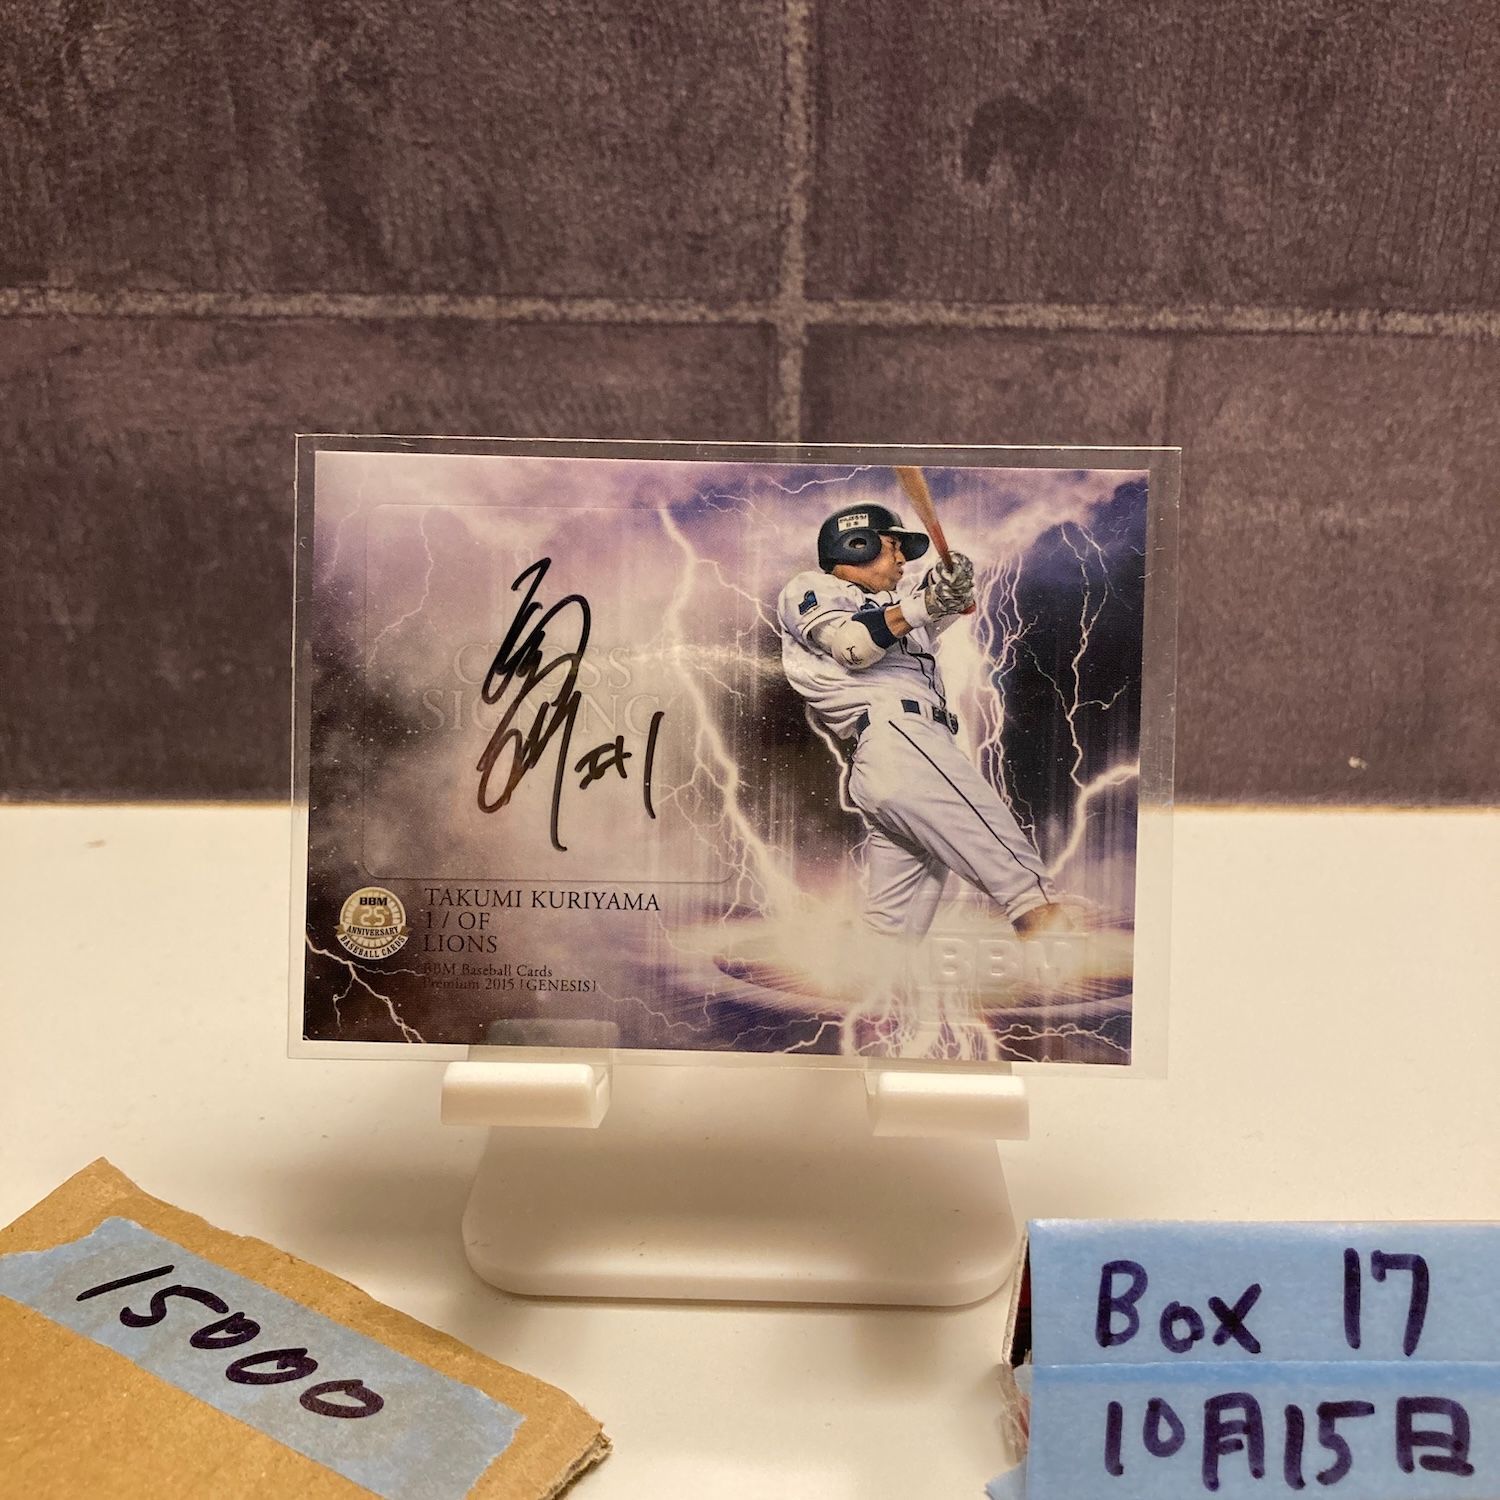 CROSS
SIGNING
#1
TAKUMI KURIYAMA
1 / OF
LIONS
BBM Baseball Cards
Premium 2015 [GENESIS]
BBM
25
ANNIVERSARY
BASEBALL CARDS
BBM
15000
Box 17
10月15日